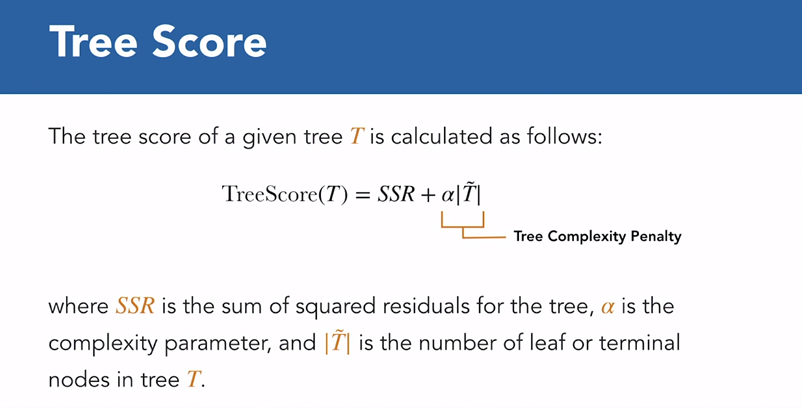 Tree Score
The tree score of a given tree T is calculated as follows:
TreeScore(T) = SSR + α|T̃|
Tree Complexity Penalty
where SSR is the sum of squared residuals for the tree, α is the
complexity parameter, and |T̃| is the number of leaf or terminal
nodes in tree T.